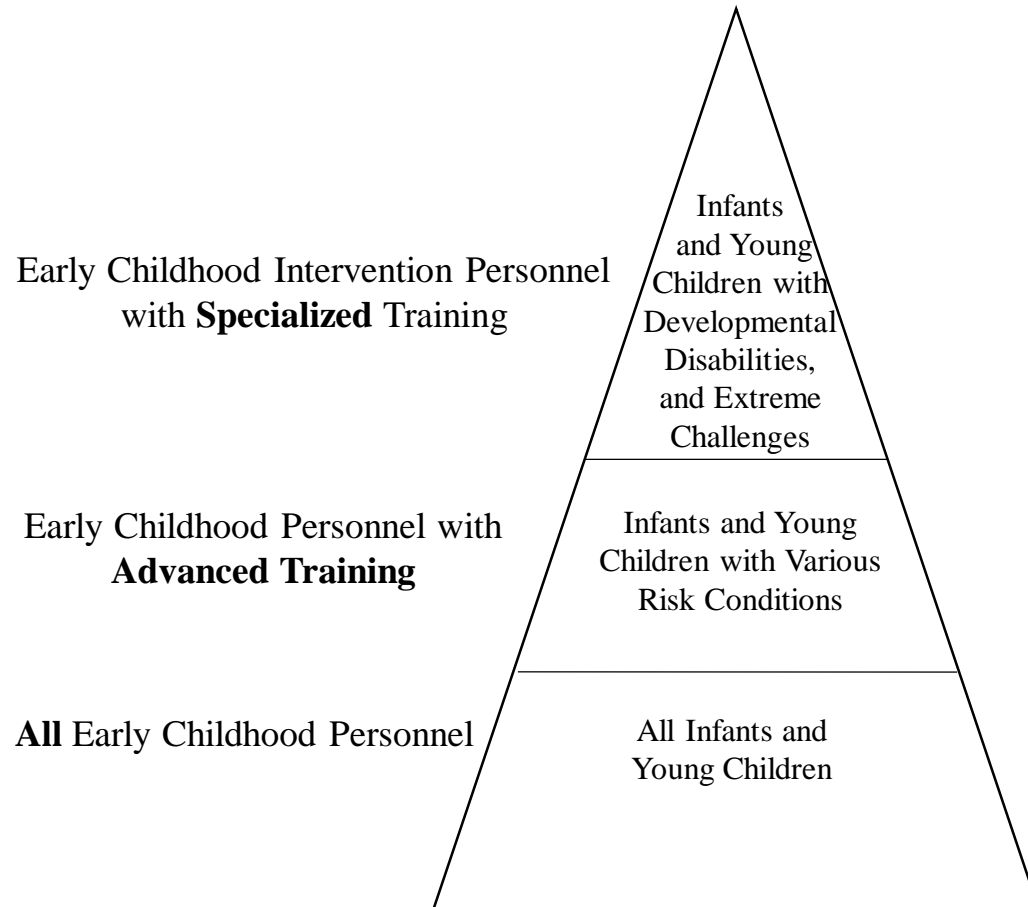 Infants
and Young
Children with
Developmental
Disabilities,
and Extreme
Challenges
Early Childhood Intervention Personnel
with Specialized Training
Infants and Young
Children with Various
Risk Conditions
Early Childhood Personnel with
Advanced Training
All Early Childhood Personnel
All Infants and
Young Children